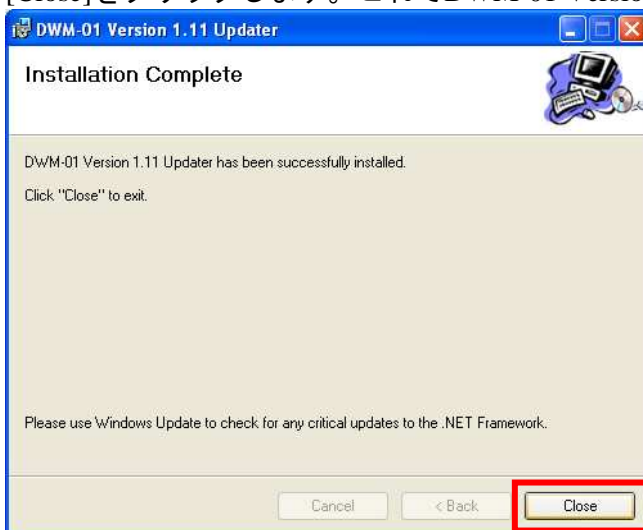 [Close]をクリックします。これでDWM-01 Versio
DWM-01 Version 1.11 Updater
Installation Complete
DWM-01 Version 1.11 Updater has been successfully installed.
Click "Close" to exit.
Please use Windows Update to check for any critical updates to the .NET Framework.
Cancel
< Back
Close